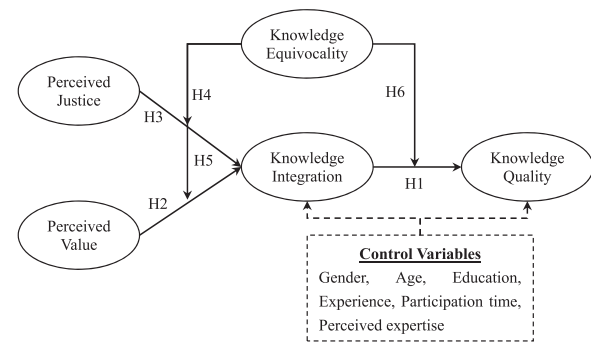 Knowledge
Equivocality
Perceived
Justice
H4
H6
H3
H5
Knowledge
Integration
Knowledge
Quality
H1
H2
Perceived
Value
Control Variables
Gender, Age, Education,
Experience, Participation time,
Perceived expertise